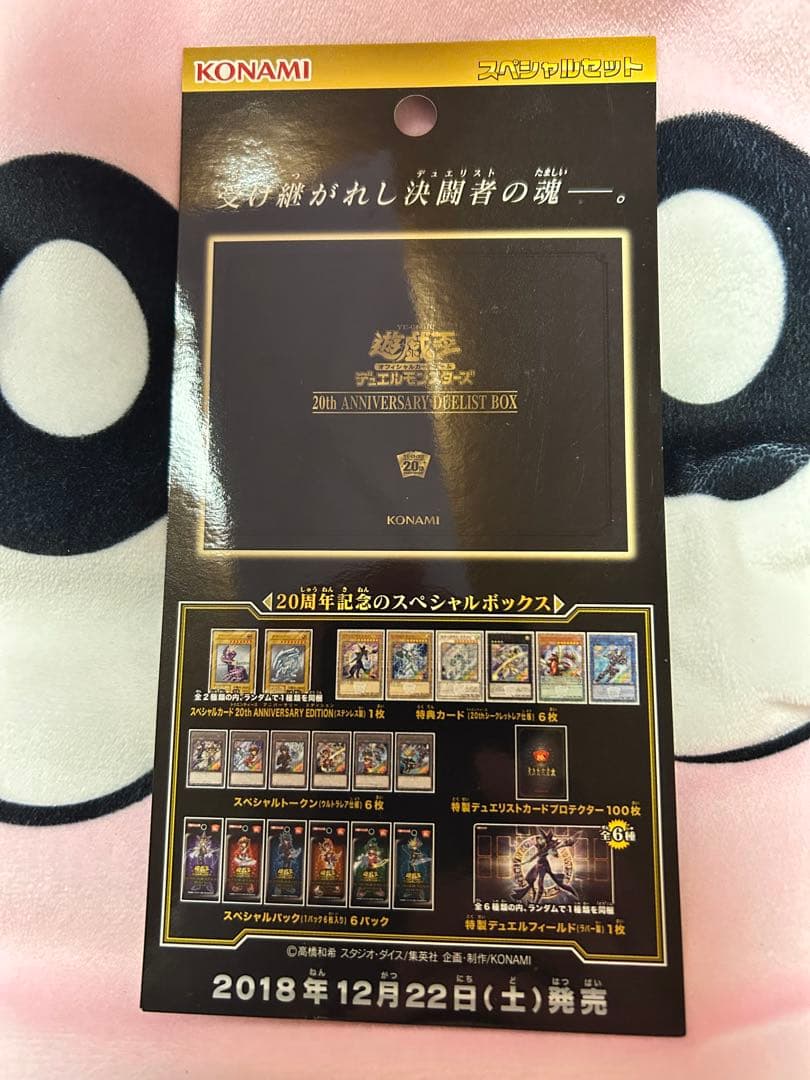 KONAMI スペシャルセット
受け継がれし決闘者の魂──。
YU-GI-OH!
遊戯王
オフィシャルカードゲーム
デュエルモンスターズ
20th ANNIVERSARY DUELIST BOX
20th
KONAMI
20周年記念のスペシャルボックス
全2種類の内、ランダムで1種類を同梱
スペシャルカード 20th ANNIVERSARY EDITION(ステンレス製) 1枚
特典カード(20thシークレットレア仕様) 6枚
スペシャルトークン(ウルトラレア仕様) 6枚
特製デュエリストカードプロテクター 100枚
全6種
スペシャルパック(1パック6枚入り) 6パック
全6種類の内、ランダムで1種類を同梱
特製デュエルフィールド(ラバー製) 1枚
©高橋和希 スタジオ・ダイス/集英社 企画・制作/KONAMI
2018年12月22日(土)発売